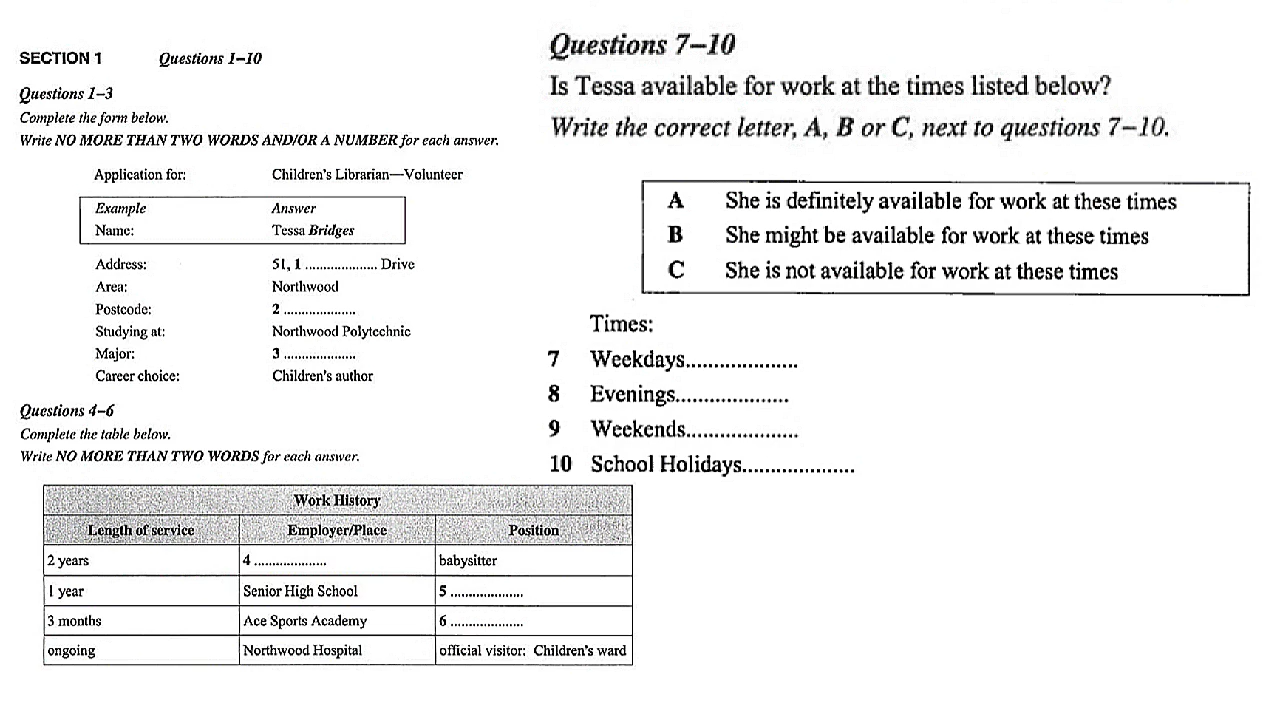 SECTION 1 Questions 1–10
Questions 1–3
Complete the form below.
Write NO MORE THAN TWO WORDS AND/OR A NUMBER for each answer.
Application for: Children's Librarian—Volunteer
Example Answer
Name: Tessa Bridges
Address: 51, 1 .................... Drive
Area: Northwood
Postcode: 2 ....................
Studying at: Northwood Polytechnic
Major: 3 ....................
Career choice: Children's author
Questions 4–6
Complete the table below.
Write NO MORE THAN TWO WORDS for each answer.
Work History
Length of service Employer/Place Position
2 years 4 .................... babysitter
1 year Senior High School 5 ....................
3 months Ace Sports Academy 6 ....................
ongoing Northwood Hospital official visitor: Children's ward
Questions 7–10
Is Tessa available for work at the times listed below?
Write the correct letter, A, B or C, next to questions 7–10.
A She is definitely available for work at these times
B She might be available for work at these times
C She is not available for work at these times
Times:
7 Weekdays....................
8 Evenings....................
9 Weekends....................
10 School Holidays....................